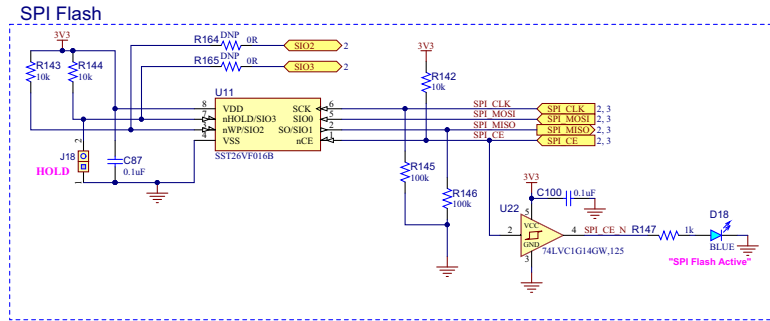 SPI Flash
R164 DNP 0R SIO2 2
R165 DNP 0R SIO3 2
3V3
R143 10k
R144 10k
3V3
R142 10k
U11
8 VDD SCK 6 SPI_CLK SPI_CLK 2, 3
7 nHOLD/SIO3 SIO0 5 SPI_MOSI SPI_MOSI 2, 3
3 nWP/SIO2 SO/SIO1 2 SPI_MISO SPI_MISO 2, 3
4 VSS nCE 1 SPI_CE SPI_CE 2, 3
SST26VF016B
2
J18
HOLD
1
C87 0.1uF
R145 100k
R146 100k
3V3
C100 0.1uF
U22
5
VCC
2 4 SPI_CE_N R147 1k D18
GND
3
74LVC1G14GW,125
BLUE
"SPI Flash Active"